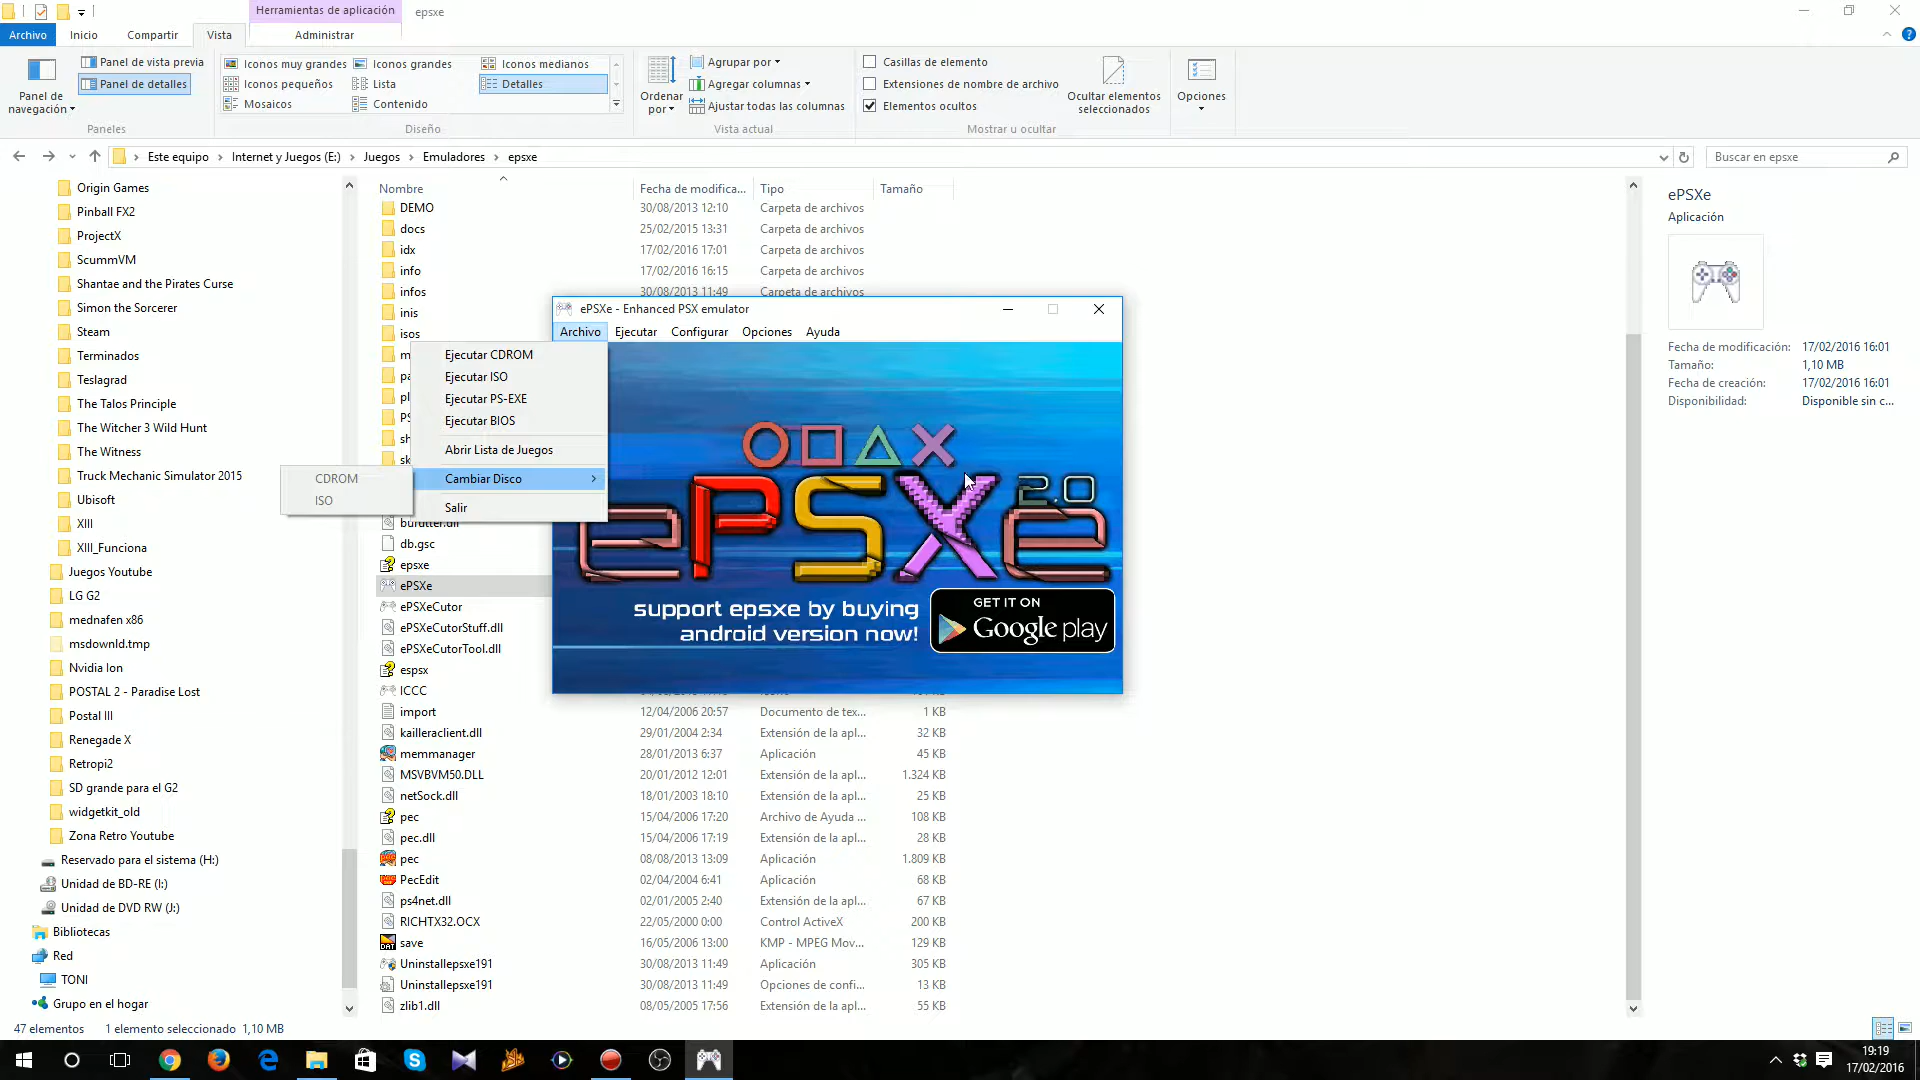 Herramientas de aplicación
epsxe
Archivo
Inicio
Compartir
Vista
Administrar
Panel de navegación
Panel de vista previa
Panel de detalles
Paneles
Iconos muy grandes
Iconos grandes
Iconos medianos
Iconos pequeños
Lista
Detalles
Mosaicos
Contenido
Diseño
Ordenar por
Agrupar por
Agregar columnas
Ajustar todas las columnas
Vista actual
Casillas de elemento
Extensiones de nombre de archivo
Elementos ocultos
Ocultar elementos seleccionados
Mostrar u ocultar
Opciones
Este equipo
Internet y Juegos (E:)
Juegos
Emuladores
epsxe
Buscar en epsxe
Origin Games
Pinball FX2
ProjectX
ScummVM
Shantae and the Pirates Curse
Simon the Sorcerer
Steam
Terminados
Teslagrad
The Talos Principle
The Witcher 3 Wild Hunt
The Witness
Truck Mechanic Simulator 2015
Ubisoft
XIII
XIII_Funciona
Juegos Youtube
LG G2
mednafen x86
msdownld.tmp
Nvidia Ion
POSTAL 2 - Paradise Lost
Postal III
Renegade X
Retropi2
SD grande para el G2
widgetkit_old
Zona Retro Youtube
Reservado para el sistema (H:)
Unidad de BD-RE (I:)
Unidad de DVD RW (J:)
Bibliotecas
Red
TONI
Grupo en el hogar
Nombre Fecha de modifica... Tipo Tamaño
DEMO 30/08/2013 12:10 Carpeta de archivos
docs 25/02/2015 13:31 Carpeta de archivos
idx 17/02/2016 17:01 Carpeta de archivos
info 17/02/2016 16:15 Carpeta de archivos
infos 30/08/2013 11:49 Carpeta de archivos
inis
isos
db.gsc
epsxe
ePSXe
ePSXeCutor
ePSXeCutorStuff.dll
ePSXeCutorTool.dll
espsx
ICCC
import 12/04/2006 20:57 Documento de tex... 1 KB
kailleraclient.dll 29/01/2004 2:34 Extensión de la apl... 32 KB
memmanager 28/01/2013 6:37 Aplicación 45 KB
MSVBVM50.DLL 20/01/2012 12:01 Extensión de la apl... 1.324 KB
netSock.dll 18/01/2003 18:10 Extensión de la apl... 25 KB
pec 15/04/2006 17:20 Archivo de Ayuda ... 108 KB
pec.dll 15/04/2006 17:19 Extensión de la apl... 28 KB
pec 08/08/2013 13:09 Aplicación 1.809 KB
PecEdit 02/04/2004 6:41 Aplicación 68 KB
ps4net.dll 02/01/2005 2:40 Extensión de la apl... 67 KB
RICHTX32.OCX 22/05/2000 0:00 Control ActiveX 200 KB
save 16/05/2006 13:00 KMP - MPEG Mov... 129 KB
Uninstallepsxe191 30/08/2013 11:49 Aplicación 305 KB
Uninstallepsxe191 30/08/2013 11:49 Opciones de confi... 13 KB
zlib1.dll 08/05/2005 17:56 Extensión de la apl... 55 KB
ePSXe - Enhanced PSX emulator
Archivo Ejecutar Configurar Opciones Ayuda
Ejecutar CDROM
Ejecutar ISO
Ejecutar PS-EXE
Ejecutar BIOS
Abrir Lista de Juegos
Cambiar Disco
Salir
CDROM
ISO
ePSXe 2.0
support epsxe by buying
android version now!
GET IT ON
Google play
ePSXe
Aplicación
Fecha de modificación: 17/02/2016 16:01
Tamaño: 1,10 MB
Fecha de creación: 17/02/2016 16:01
Disponibilidad: Disponible sin c...
47 elementos 1 elemento seleccionado 1,10 MB
19:19
17/02/2016